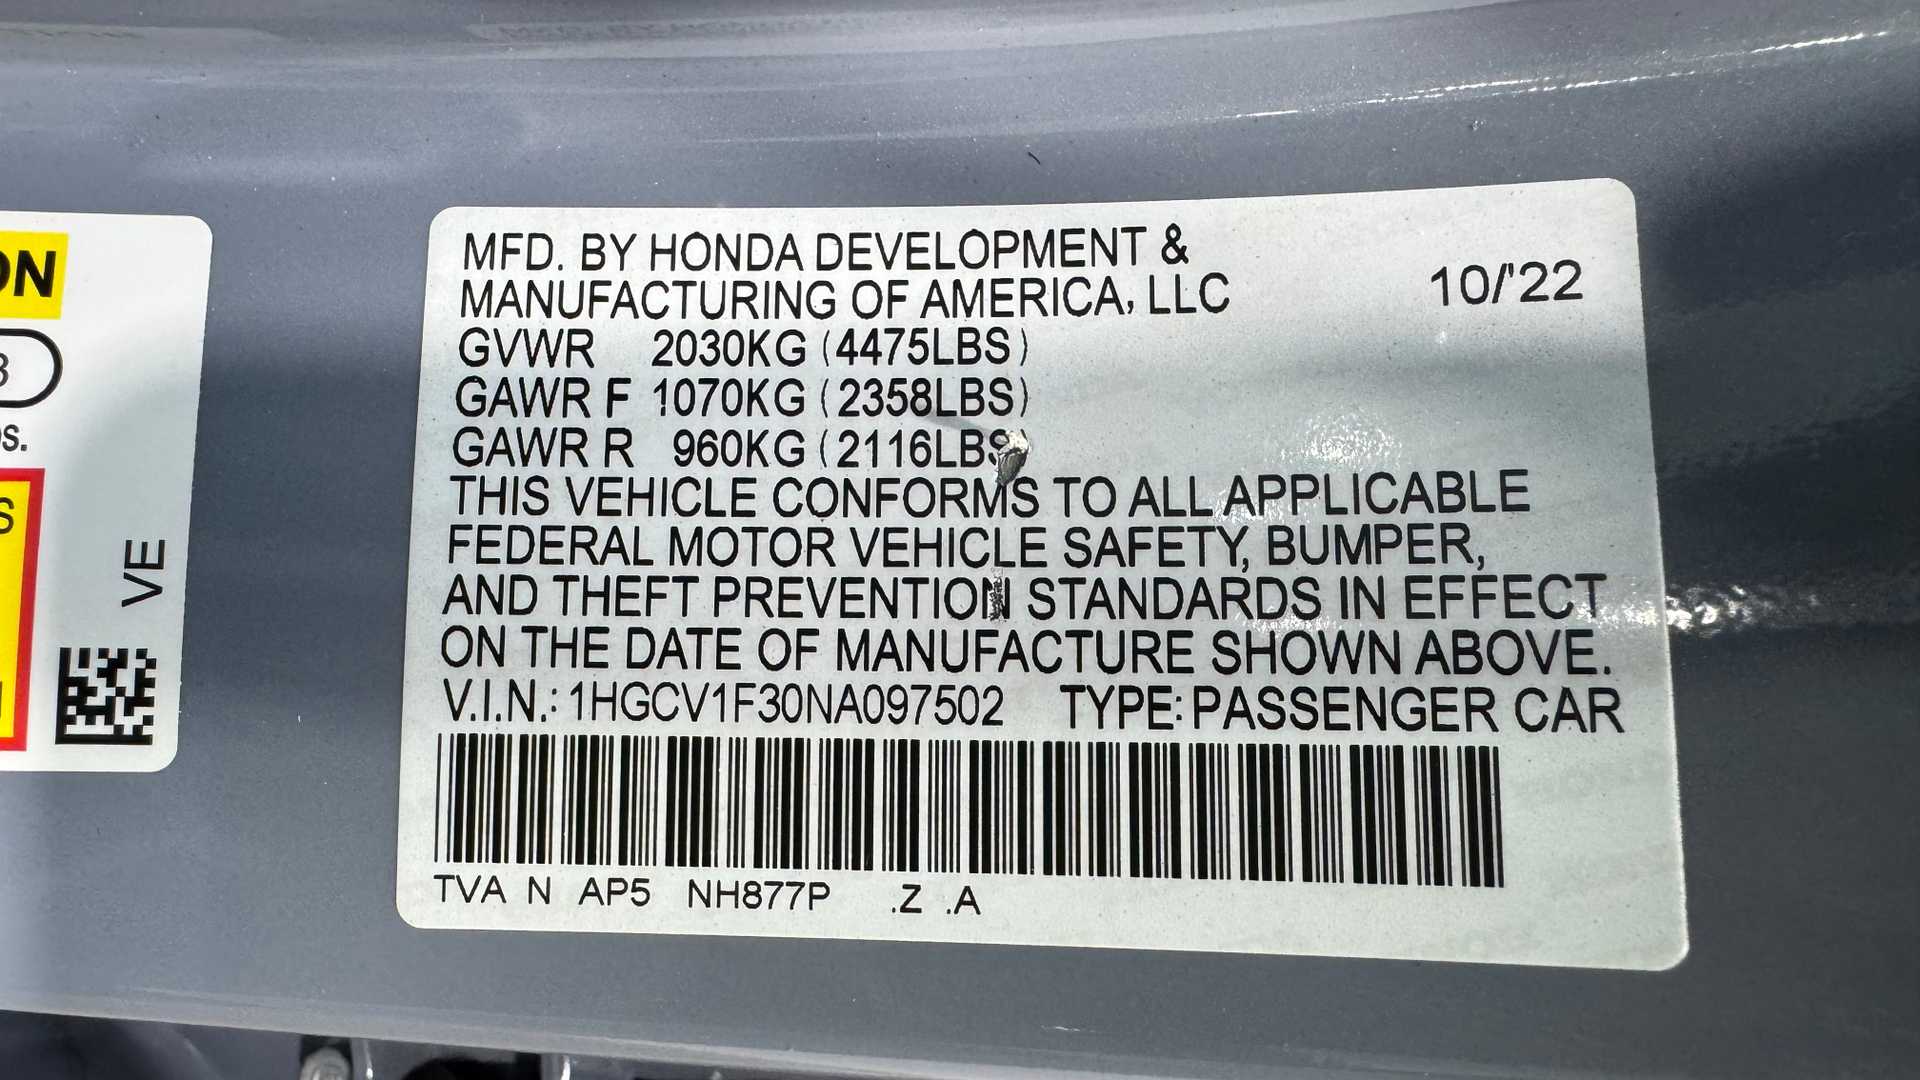 ON
S
VE
MFD. BY HONDA DEVELOPMENT &
MANUFACTURING OF AMERICA, LLC 10/'22
GVWR 2030KG (4475LBS)
GAWR F 1070KG (2358LBS)
GAWR R 960KG (2116LBS
THIS VEHICLE CONFORMS TO ALL APPLICABLE
FEDERAL MOTOR VEHICLE SAFETY, BUMPER,
AND THEFT PREVENTION STANDARDS IN EFFECT
ON THE DATE OF MANUFACTURE SHOWN ABOVE.
V.I.N.: 1HGCV1F30NA097502 TYPE: PASSENGER CAR
TVA N AP5 NH877P .Z .A